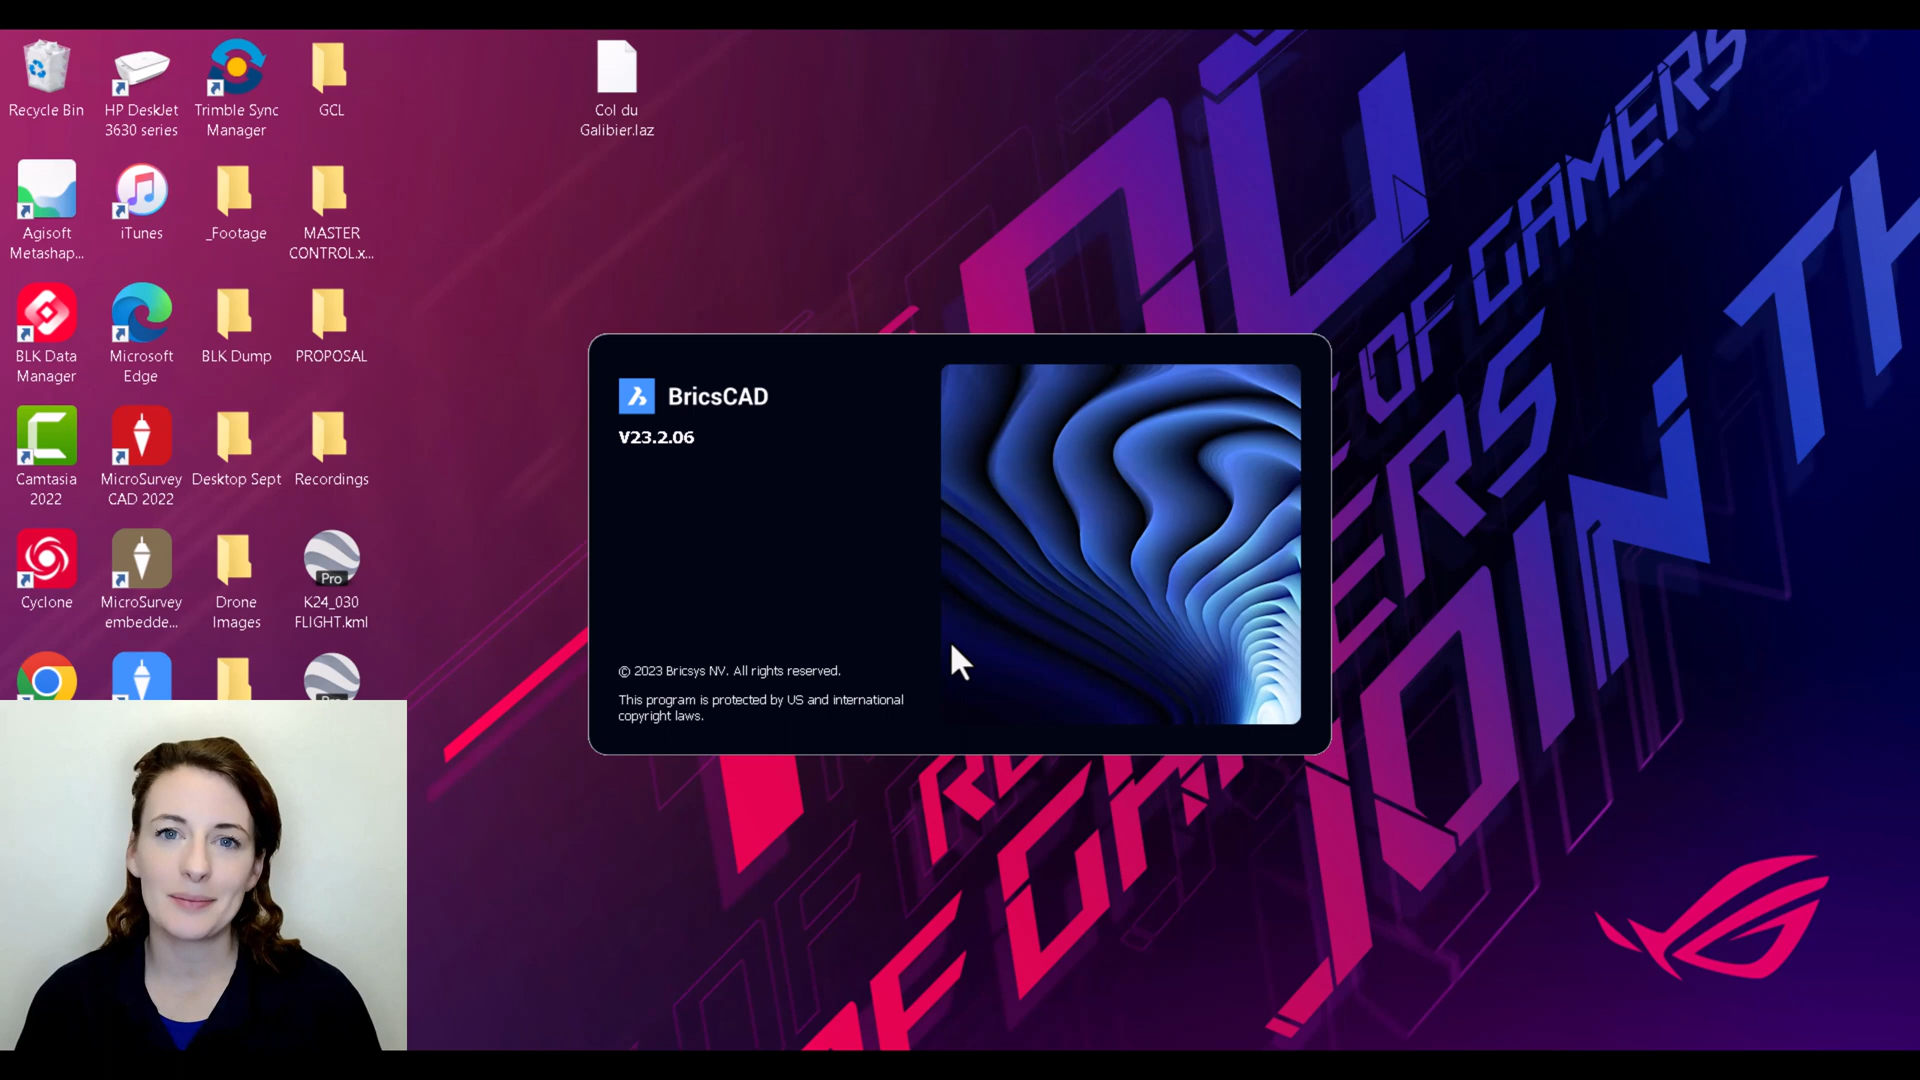 Recycle Bin
HP DeskJet
3630 series
Trimble Sync
Manager
GCL
Col du
Galibier.laz
Agisoft
Metashap...
iTunes
_Footage
MASTER
CONTROL.x...
BLK Data
Manager
Microsoft
Edge
BLK Dump
PROPOSAL
Camtasia
2022
MicroSurvey
CAD 2022
Desktop Sept
Recordings
Cyclone
MicroSurvey
embedde...
Drone
Images
Pro
K24_030
FLIGHT.kml
BricsCAD
V23.2.06
© 2023 Bricsys NV. All rights reserved.
This program is protected by US and international
copyright laws.
OF GAMERS
JOIN TH